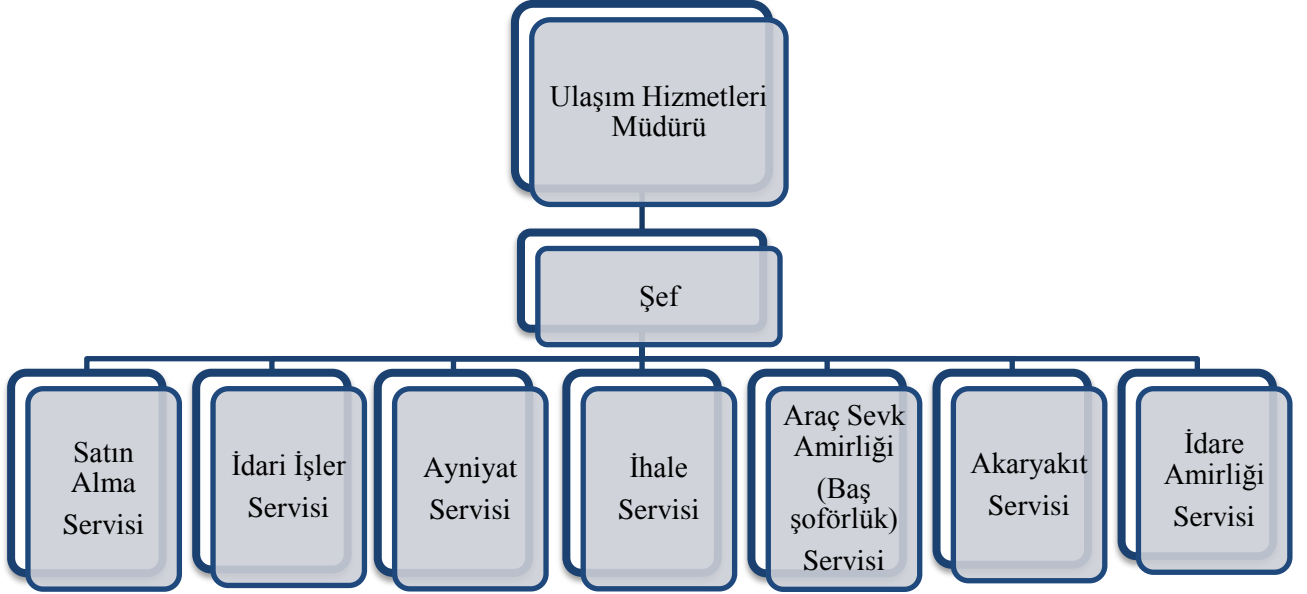 Ulaşım Hizmetleri
Müdürü
Şef
Satın
Alma
Servisi
İdari İşler
Servisi
Ayniyat
Servisi
İhale
Servisi
Araç Sevk
Amirliği
(Baş
şoförlük)
Servisi
Akaryakıt
Servisi
İdare
Amirliği
Servisi